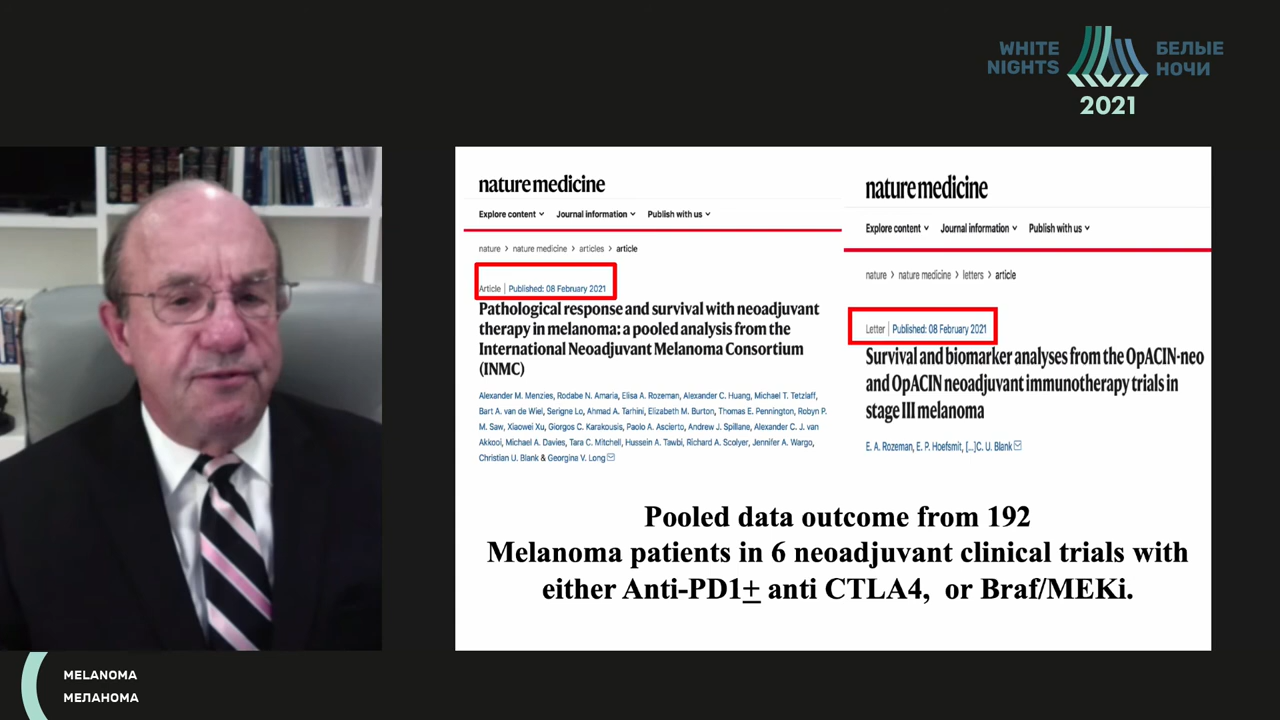 WHITE
NIGHTS
БЕЛЫЕ
НОЧИ
2021
naturemedicine
Explore content Journal information Publish with us
nature > nature medicine > articles > article
Article | Published: 08 February 2021
Pathological response and survival with neoadjuvant
therapy in melanoma: a pooled analysis from the
International Neoadjuvant Melanoma Consortium
(INMC)
Alexander M. Menzies, Rodabe N. Amaria, Elisa A. Rozeman, Alexander C. Huang, Michael T. Tetzlaff,
Bart A. van de Wiel, Serigne Lo, Ahmad A. Tarhini, Elizabeth M. Burton, Thomas E. Pennington, Robyn P.
M. Saw, Xiaowei Xu, Giorgos C. Karakousis, Paolo A. Ascierto, Andrew J. Spillane, Alexander C. J. van
Akkooi, Michael A. Davies, Tara C. Mitchell, Hussein A. Tawbi, Richard A. Scolyer, Jennifer A. Wargo,
Christian U. Blank & Georgina V. Long
naturemedicine
Explore content Journal information Publish with us
nature > nature medicine > letters > article
Letter | Published: 08 February 2021
Survival and biomarker analyses from the OpACIN-neo
and OpACIN neoadjuvant immunotherapy trials in
stage III melanoma
E. A. Rozeman, E. P. Hoefsmit, [...]C. U. Blank
Pooled data outcome from 192
Melanoma patients in 6 neoadjuvant clinical trials with
either Anti-PD1± anti CTLA4, or Braf/MEKi.
MELANOMA
МЕЛАНОМА